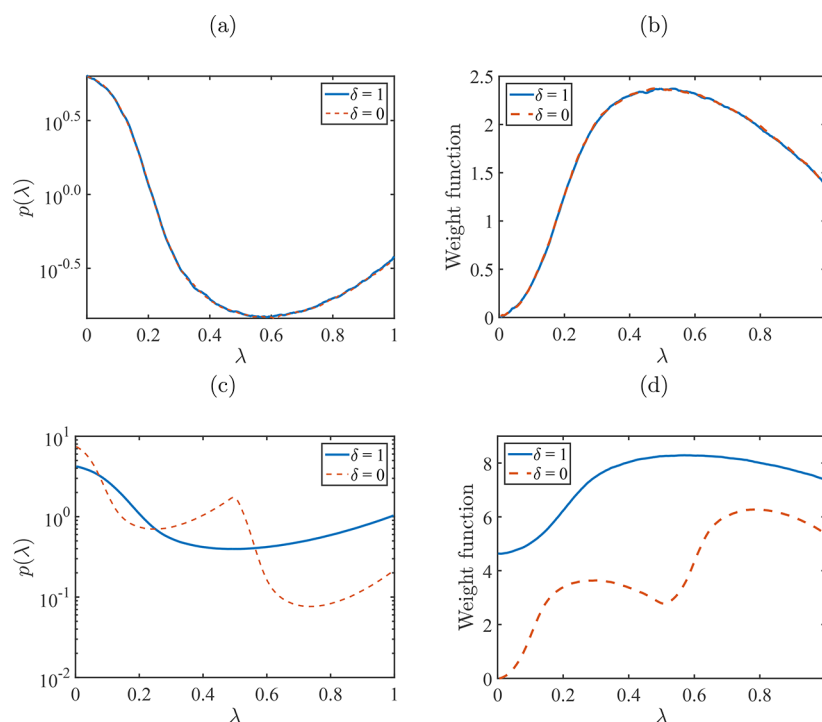 (a)
p(λ)
10^0.5
10^0.0
10^-0.5
0 0.2 0.4 0.6 0.8 1
λ
δ = 1
δ = 0
(b)
Weight function
2.5
2
1.5
1
0.5
0
0 0.2 0.4 0.6 0.8
λ
δ = 1
δ = 0
(c)
p(λ)
10^1
10^0
10^-1
10^-2
0 0.2 0.4 0.6 0.8 1
λ
δ = 1
δ = 0
(d)
Weight function
8
6
4
2
0
0 0.2 0.4 0.6 0.8
λ
δ = 1
δ = 0